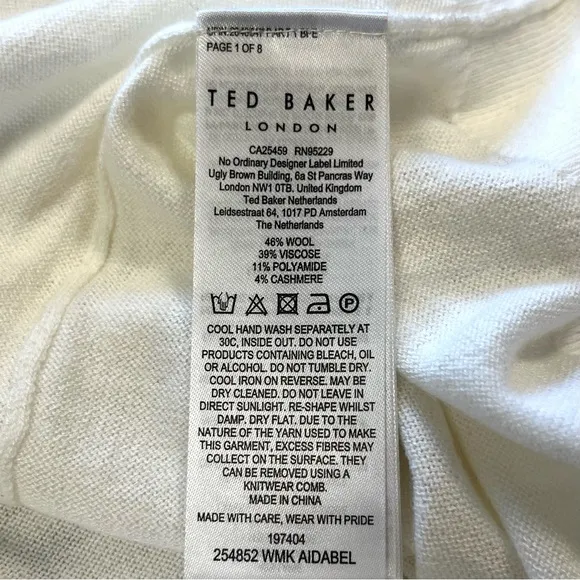 PAGE 1 OF 8
TED BAKER
LONDON
CA25459 RN95229
No Ordinary Designer Label Limited
Ugly Brown Building, 6a St Pancras Way
London NW1 0TB. United Kingdom
Ted Baker Netherlands
Leidsestraat 64, 1017 PD Amsterdam
The Netherlands
46% WOOL
39% VISCOSE
11% POLYAMIDE
4% CASHMERE
P
COOL HAND WASH SEPARATELY AT
30C, INSIDE OUT. DO NOT USE
PRODUCTS CONTAINING BLEACH, OIL
OR ALCOHOL. DO NOT TUMBLE DRY.
COOL IRON ON REVERSE. MAY BE
DRY CLEANED. DO NOT LEAVE IN
DIRECT SUNLIGHT. RE-SHAPE WHILST
DAMP. DRY FLAT. DUE TO THE
NATURE OF THE YARN USED TO MAKE
THIS GARMENT, EXCESS FIBRES MAY
COLLECT ON THE SURFACE. THEY
CAN BE REMOVED USING A
KNITWEAR COMB.
MADE IN CHINA
MADE WITH CARE, WEAR WITH PRIDE
197404
254852 WMK AIDABEL